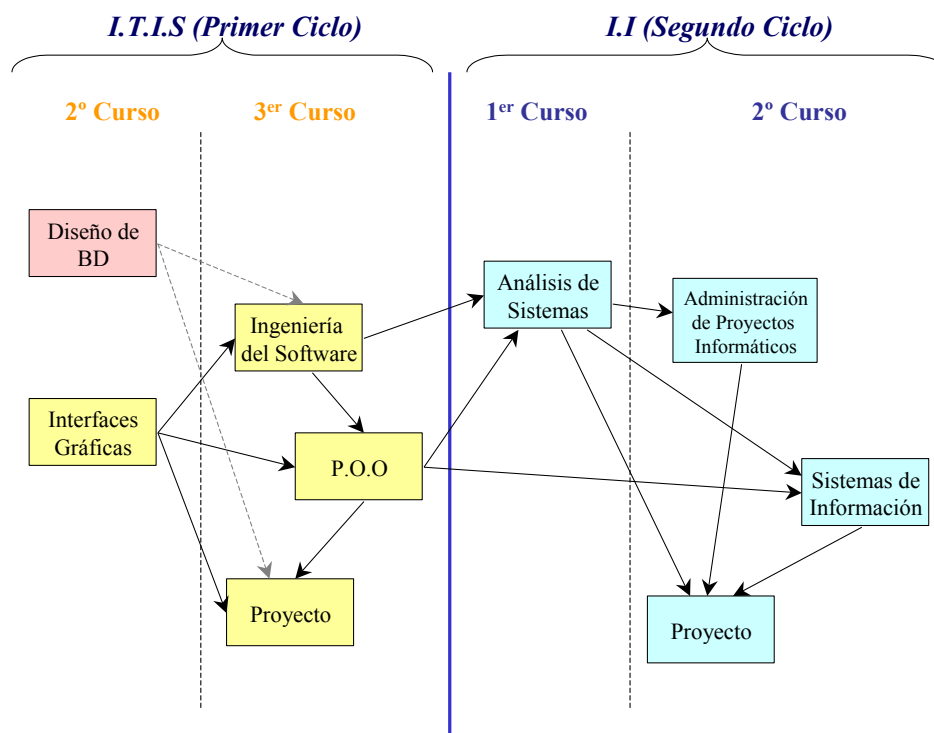 I.T.I.S (Primer Ciclo)
I.I (Segundo Ciclo)
2º Curso
3er Curso
1er Curso
2º Curso
Diseño de
BD
Ingeniería
del Software
Interfaces
Gráficas
P.O.O
Proyecto
Análisis de
Sistemas
Administración
de Proyectos
Informáticos
Sistemas de
Información
Proyecto